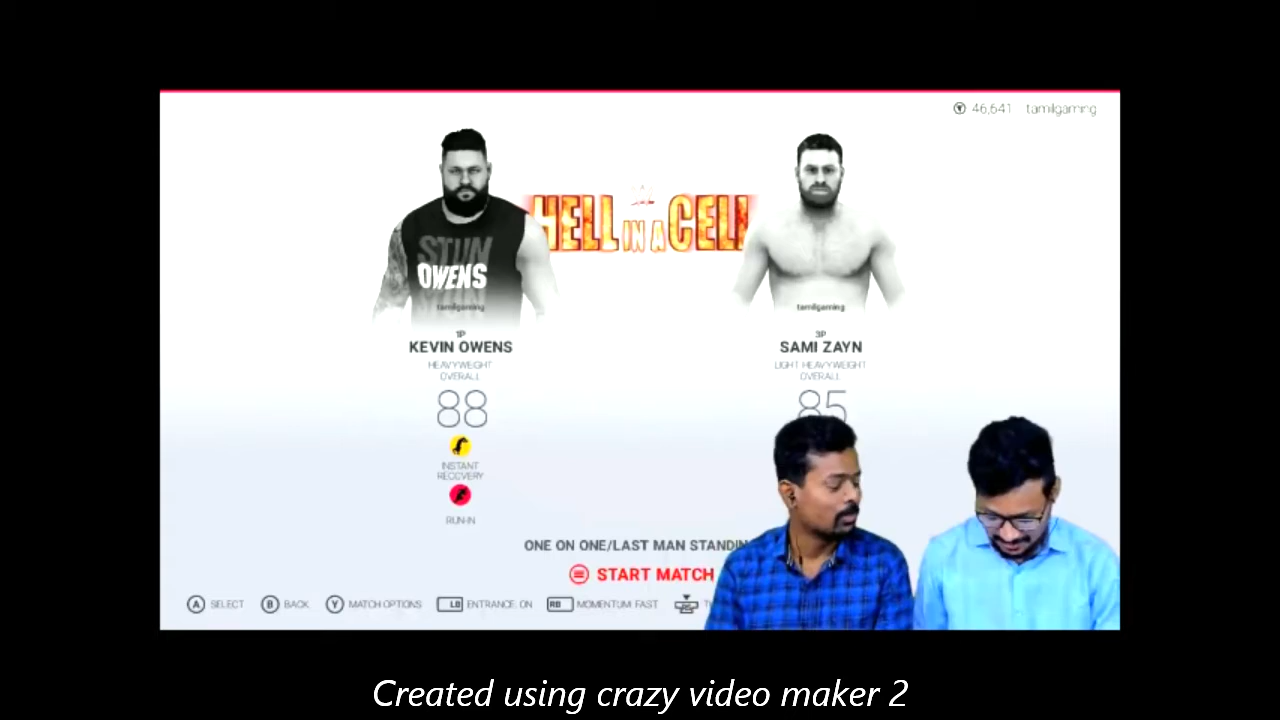 46,641 tamilgaming
HELL IN A CELL
STUN
OWENS
tamilgaming
tamilgaming
1P
3P
KEVIN OWENS
SAMI ZAYN
HEAVYWEIGHT
LIGHT HEAVYWEIGHT
OVERALL
OVERALL
88
85
INSTANT
RECOVERY
RUN-IN
ONE ON ONE/LAST MAN STANDIN
START MATCH
A SELECT B BACK Y MATCH OPTIONS LB ENTRANCE: ON RB MOMENTUM: FAST
Created using crazy video maker 2